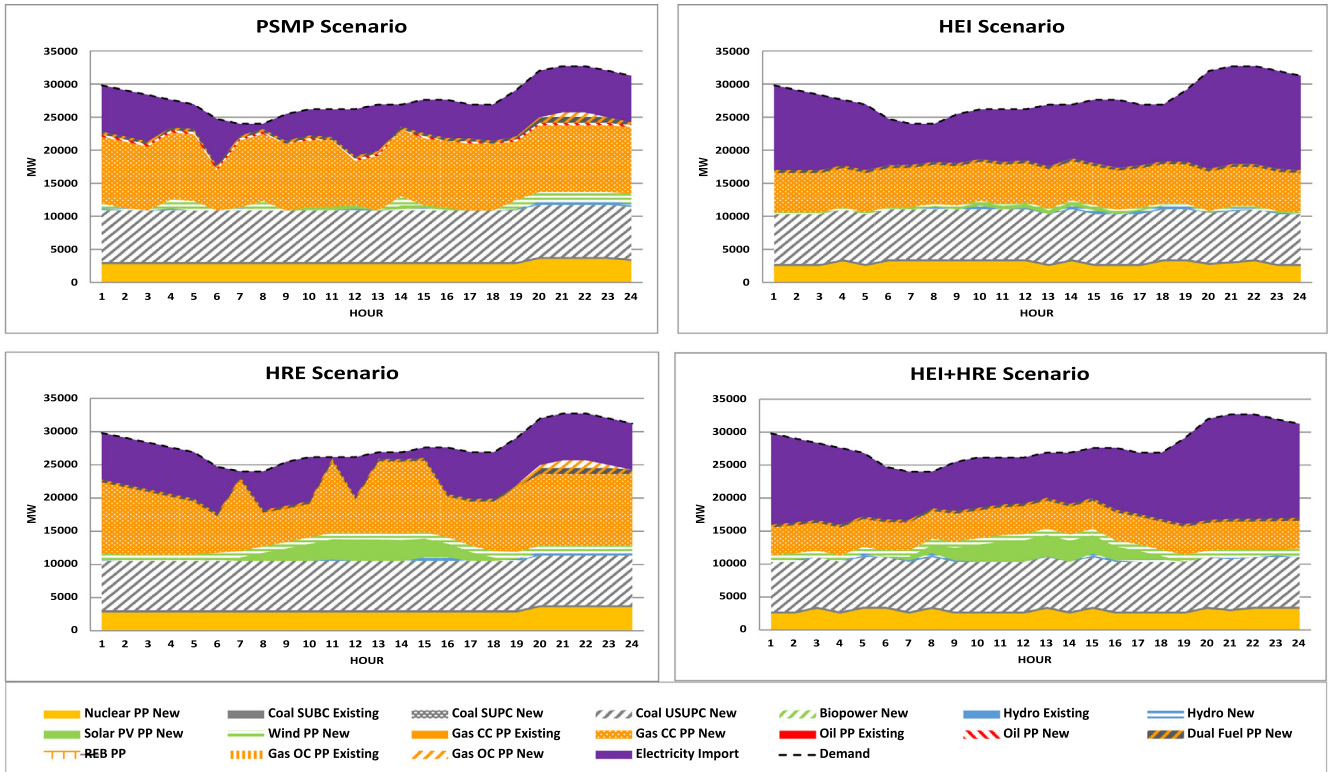 PSMP Scenario
35000
30000
25000
20000
15000
10000
5000
0
MW
1 2 3 4 5 6 7 8 9 10 11 12 13 14 15 16 17 18 19 20 21 22 23 24
HOUR
HEI Scenario
35000
30000
25000
20000
15000
10000
5000
0
MW
1 2 3 4 5 6 7 8 9 10 11 12 13 14 15 16 17 18 19 20 21 22 23 24
HOUR
HRE Scenario
35000
30000
25000
20000
15000
10000
5000
0
MW
1 2 3 4 5 6 7 8 9 10 11 12 13 14 15 16 17 18 19 20 21 22 23 24
HOUR
HEI+HRE Scenario
35000
30000
25000
20000
15000
10000
5000
0
MW
1 2 3 4 5 6 7 8 9 10 11 12 13 14 15 16 17 18 19 20 21 22 23 24
HOUR
Nuclear PP New Coal SUBC Existing Coal SUPC New Coal USUPC New Biopower New Hydro Existing Hydro New
Solar PV PP New Wind PP New Gas CC PP Existing Gas CC PP New Oil PP Existing Oil PP New Dual Fuel PP New
REB PP Gas OC PP Existing Gas OC PP New Electricity Import Demand